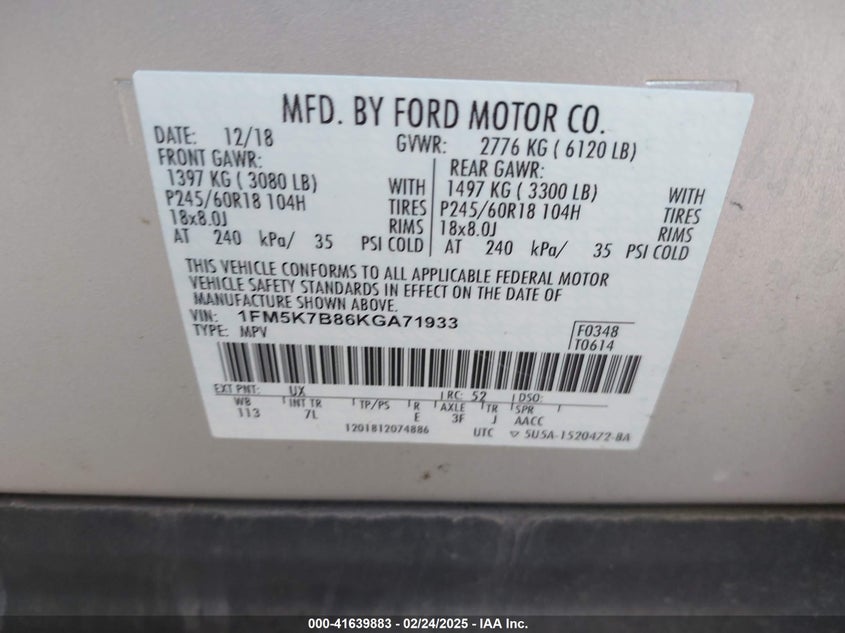 MFD. BY FORD MOTOR CO.
DATE: 12/18 GVWR: 2776 KG ( 6120 LB)
FRONT GAWR: REAR GAWR:
1397 KG ( 3080 LB) WITH 1497 KG ( 3300 LB) WITH
P245/60R18 104H TIRES P245/60R18 104H TIRES
18x8.0J RIMS 18x8.0J RIMS
AT 240 kPa/ 35 PSI COLD AT 240 kPa/ 35 PSI COLD
THIS VEHICLE CONFORMS TO ALL APPLICABLE FEDERAL MOTOR
VEHICLE SAFETY STANDARDS IN EFFECT ON THE DATE OF
MANUFACTURE SHOWN ABOVE.
VIN: 1FM5K7B86KGA71933
TYPE: MPV
F0348
T0614
EXT PNT: UX RC: 52 DSO:
WB INT TR TP/PS R AXLE TR SPR
113 7L E 3F J AACC
1201812074886 UTC 5U5A-1520472-BA
000-41639883 — 02/24/2025 — IAA Inc.